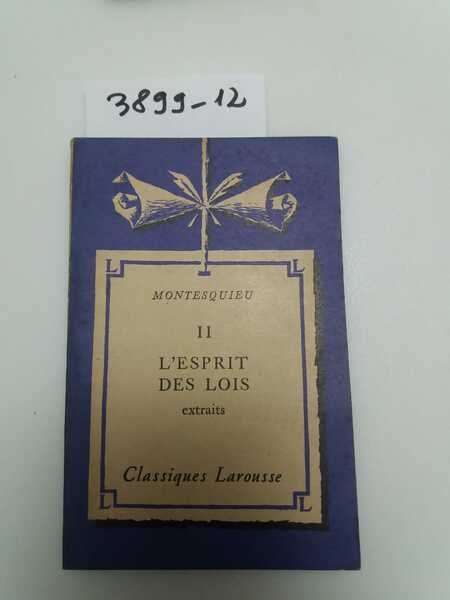 3899-12
L L
MONTESQUIEU
II
L'ESPRIT
DES LOIS
extraits
Classiques Larousse
L L